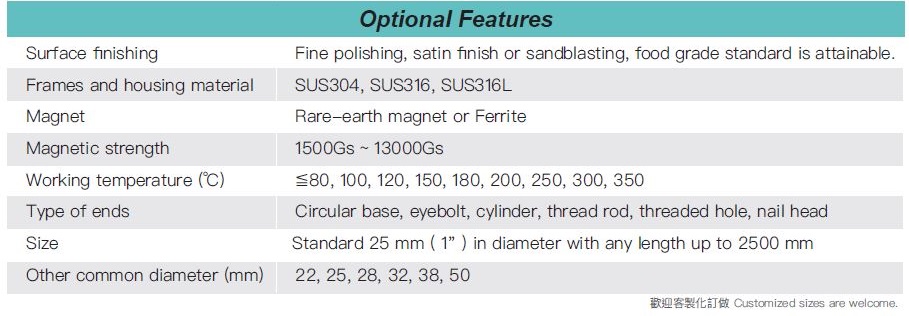 Optional Features
Surface finishing Fine polishing, satin finish or sandblasting, food grade standard is attainable.
Frames and housing material SUS304, SUS316, SUS316L
Magnet Rare-earth magnet or Ferrite
Magnetic strength 1500Gs ~ 13000Gs
Working temperature (℃) ≦80, 100, 120, 150, 180, 200, 250, 300, 350
Type of ends Circular base, eyebolt, cylinder, thread rod, threaded hole, nail head
Size Standard 25 mm ( 1” ) in diameter with any length up to 2500 mm
Other common diameter (mm) 22, 25, 28, 32, 38, 50
歡迎客製化訂做 Customized sizes are welcome.